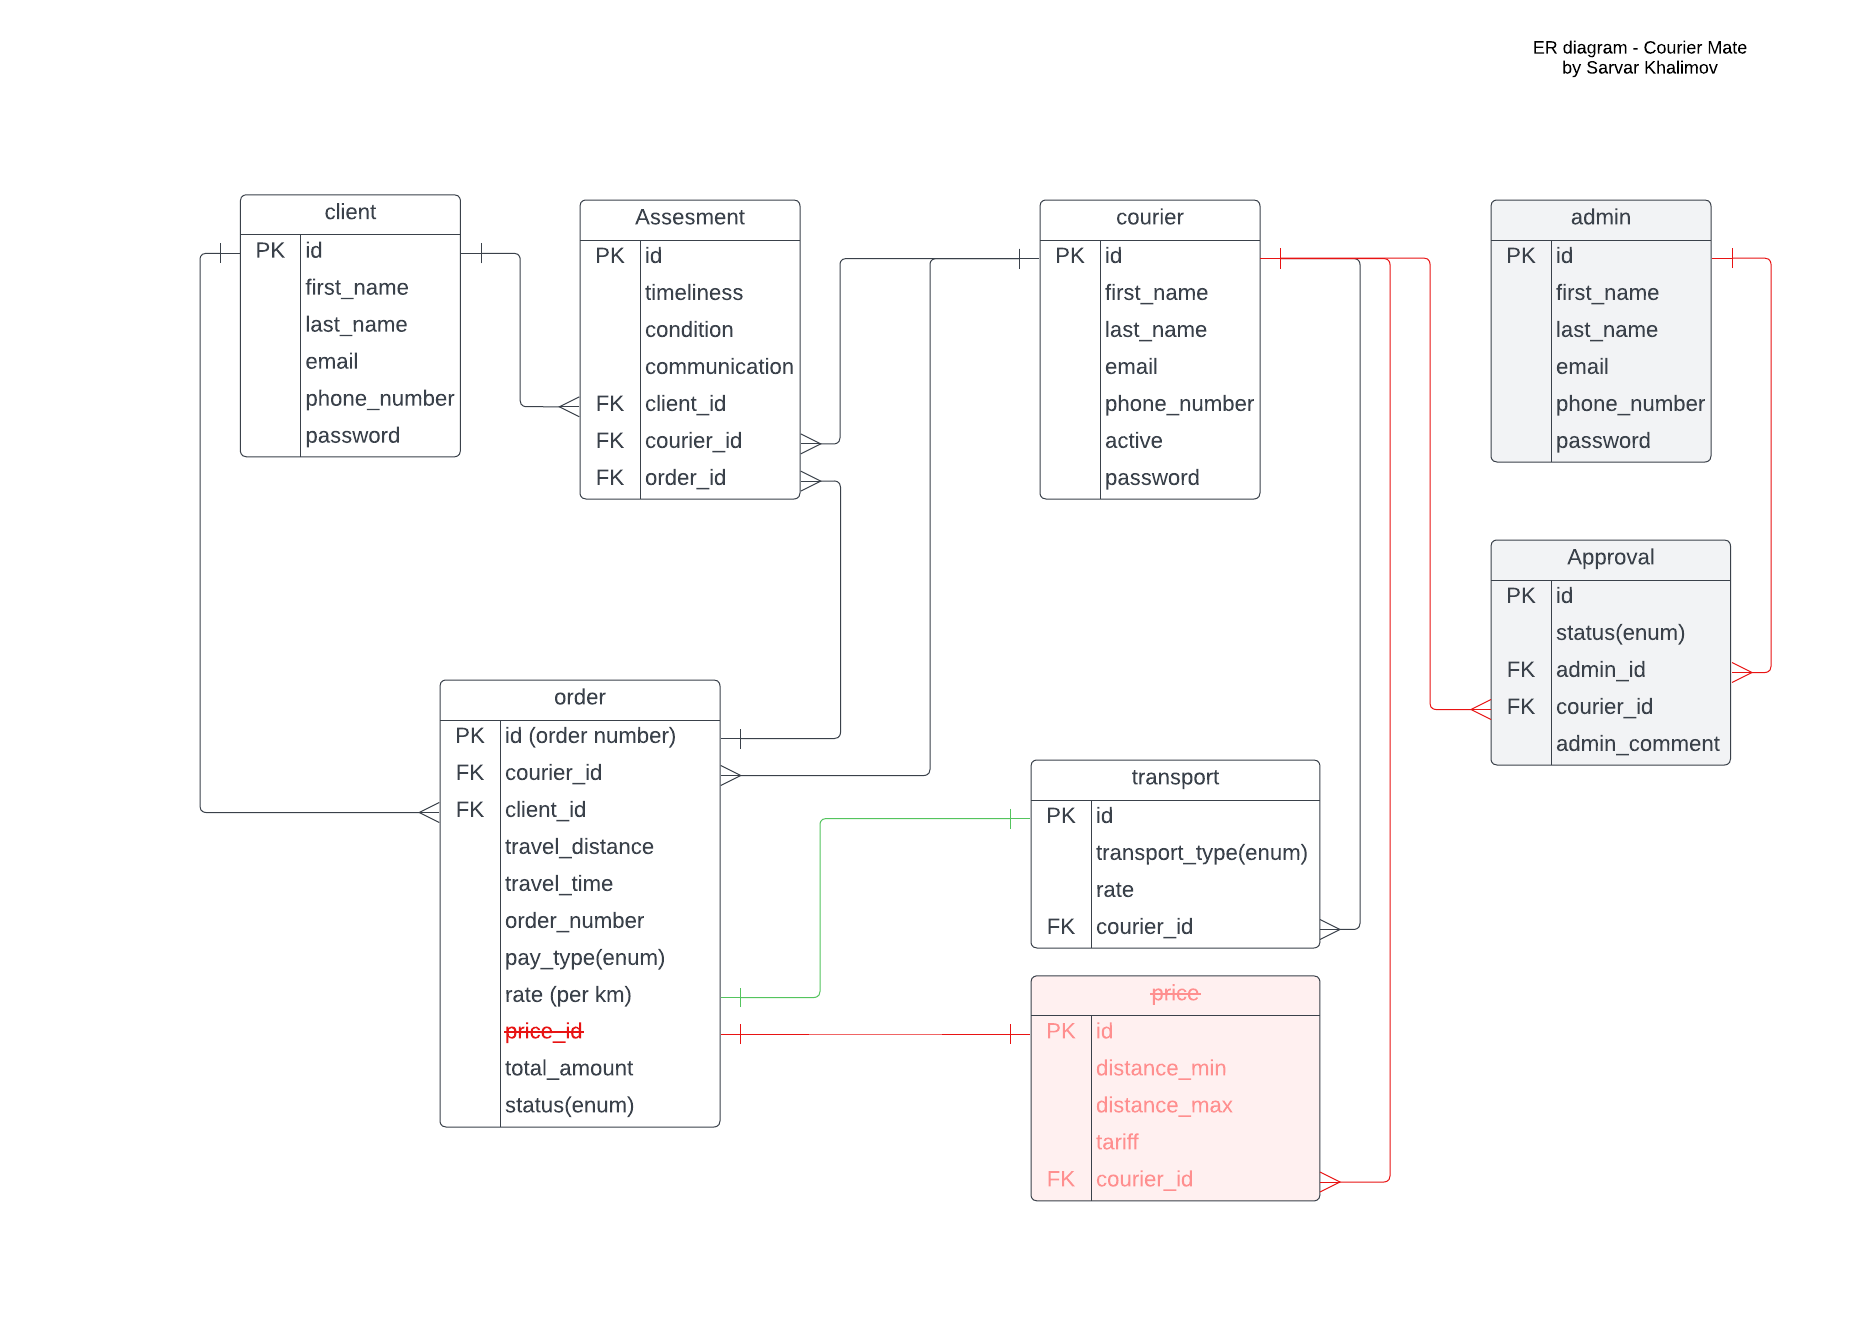 ER diagram - Courier Mate
by Sarvar Khalimov
client
PK id
first_name
last_name
email
phone_number
password
Assesment
PK id
timeliness
condition
communication
FK client_id
FK courier_id
FK order_id
courier
PK id
first_name
last_name
email
phone_number
active
password
admin
PK id
first_name
last_name
email
phone_number
password
Approval
PK id
status(enum)
FK admin_id
FK courier_id
admin_comment
order
PK id (order number)
FK courier_id
FK client_id
travel_distance
travel_time
order_number
pay_type(enum)
rate (per km)
price_id
total_amount
status(enum)
transport
PK id
transport_type(enum)
rate
FK courier_id
price
PK id
distance_min
distance_max
tariff
FK courier_id